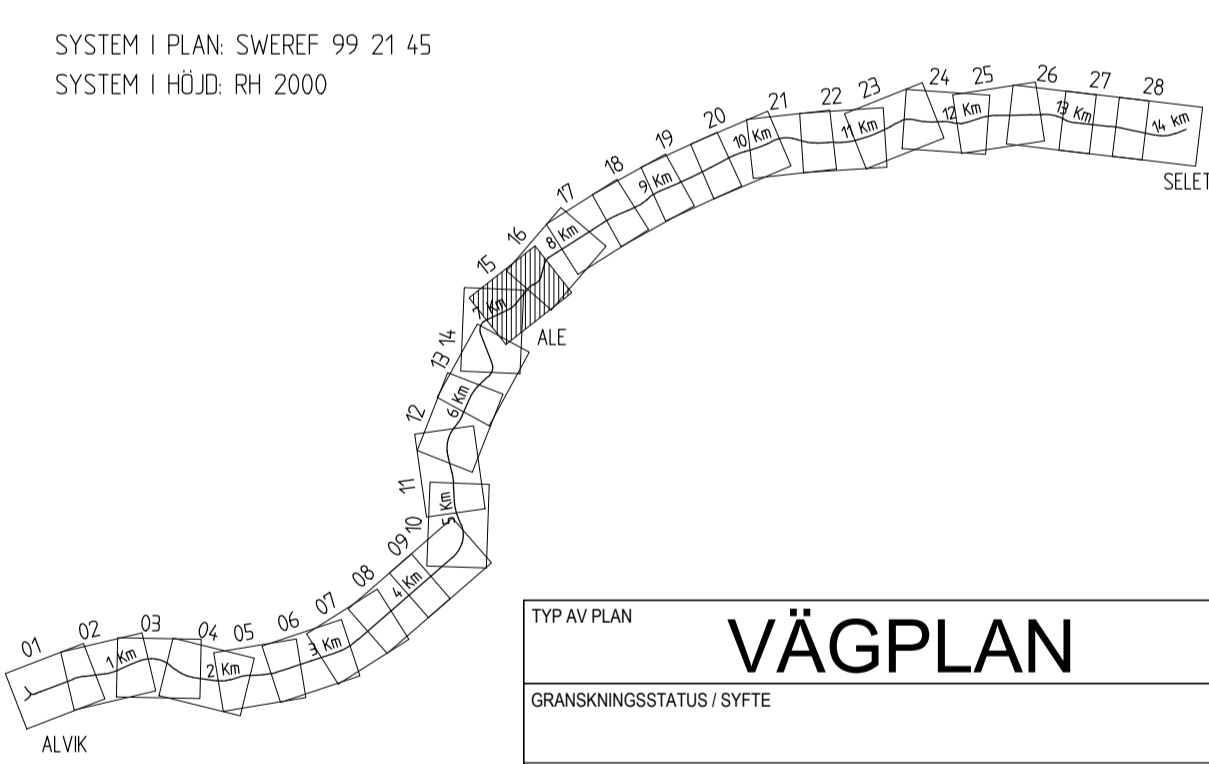 SYSTEM I PLAN: SWEREF 99 21 45
SYSTEM I HÖJD: RH 2000
01
02
03
04
05
06
07
08
09
10
11
12
13
14
15
16
17
18
19
20
21
22
23
24
25
26
27
28
1 Km
2 Km
3 Km
4 Km
5 Km
6 Km
7 Km
8 Km
9 Km
10 Km
11 Km
12 Km
13 Km
14 km
SELET
ALE
ALVIK
TYP AV PLAN
VÄGPLAN
GRANSKNINGSSTATUS / SYFTE